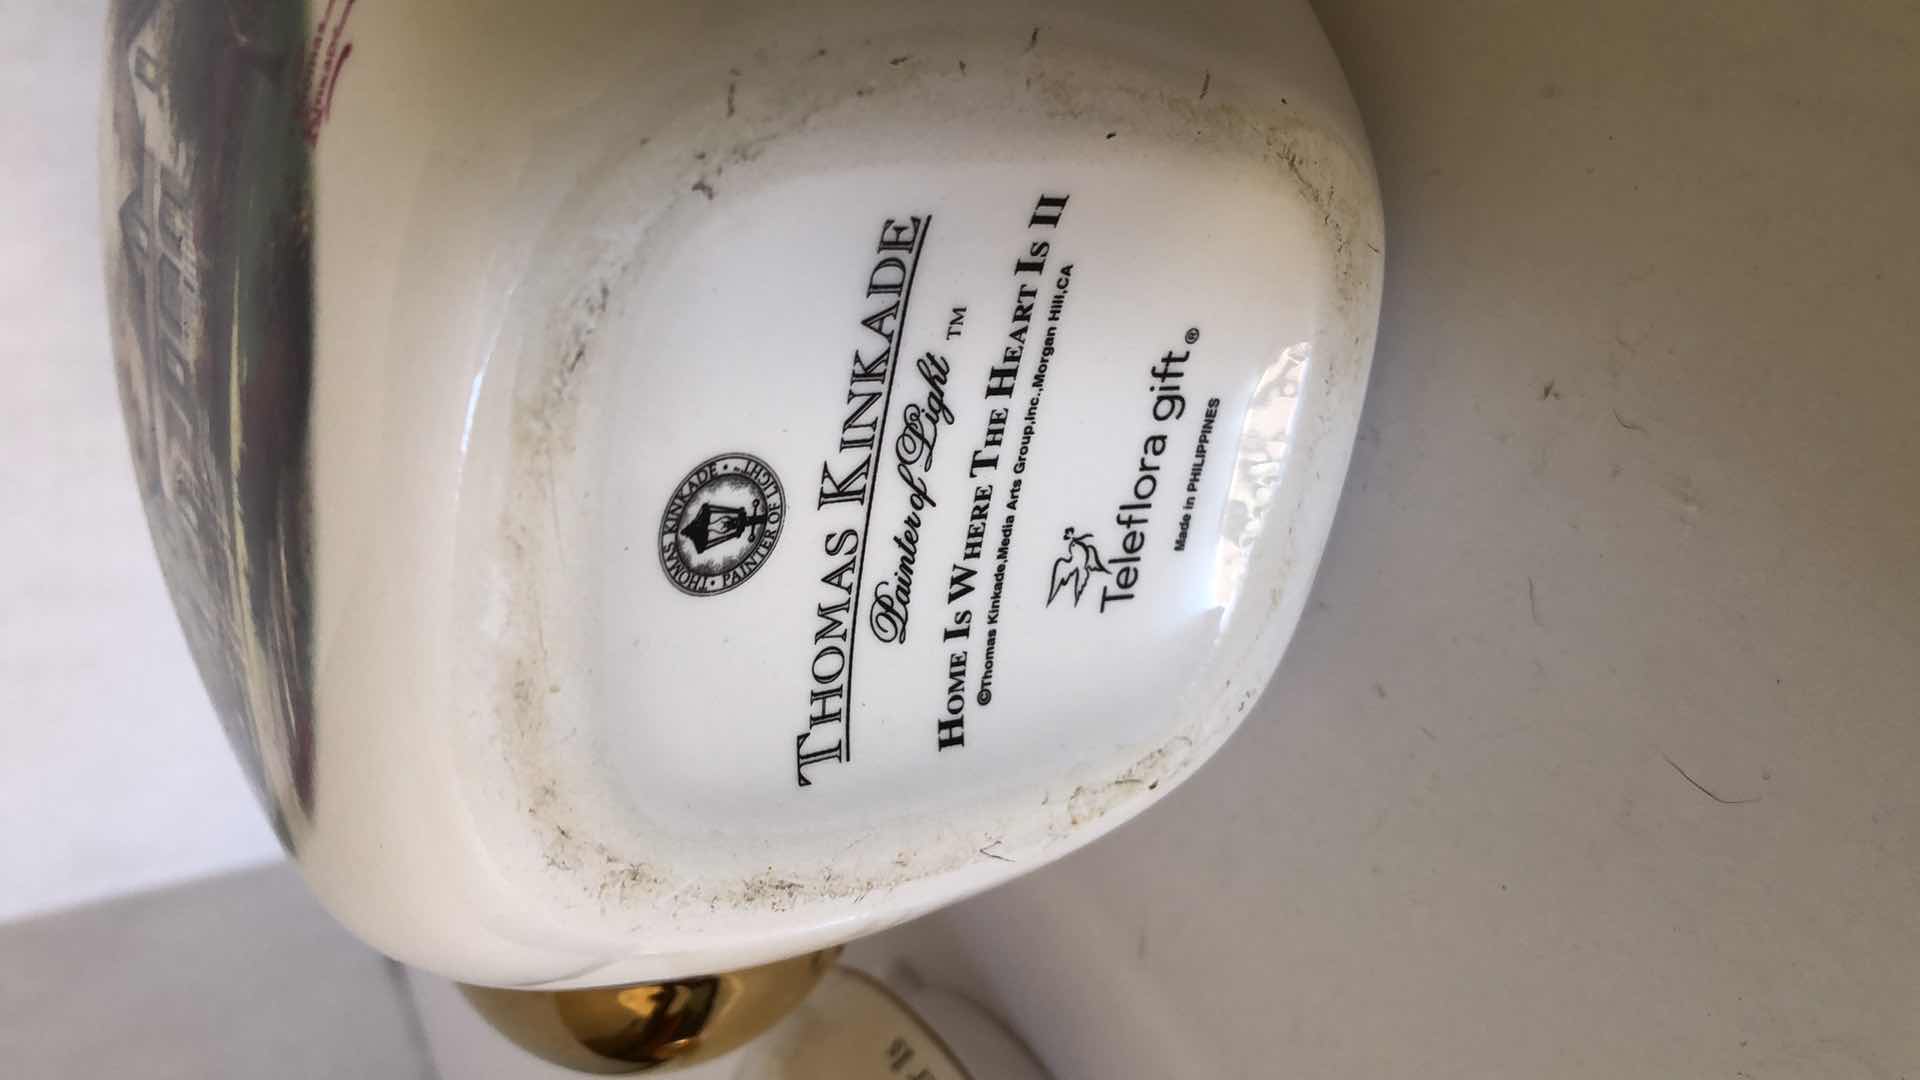 THOMAS KINKADE • PAINTER OF LIGHT ™ •
THOMAS KINKADE
Painter of Light ™
HOME IS WHERE THE HEART IS II
©Thomas Kinkade,Media Arts Group,Inc.,Morgan Hill,CA
Teleflora gift®
Made in PHILIPPINES